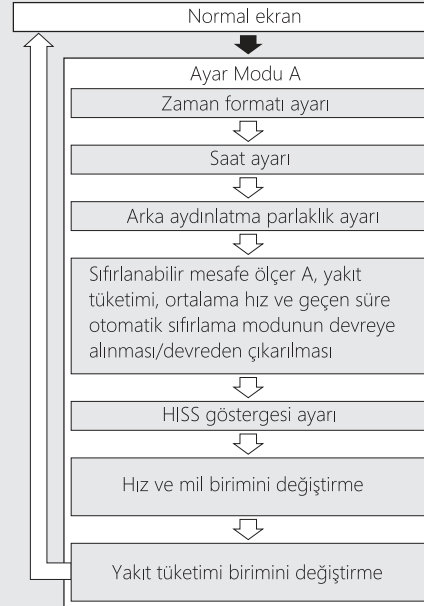 Normal ekran
Ayar Modu A
Zaman formatı ayarı
Saat ayarı
Arka aydınlatma parlaklık ayarı
Sıfırlanabilir mesafe ölçer A, yakıt
tüketimi, ortalama hız ve geçen süre
otomatik sıfırlama modunun devreye
alınması/devreden çıkarılması
HISS göstergesi ayarı
Hız ve mil birimini değiştirme
Yakıt tüketimi birimini değiştirme